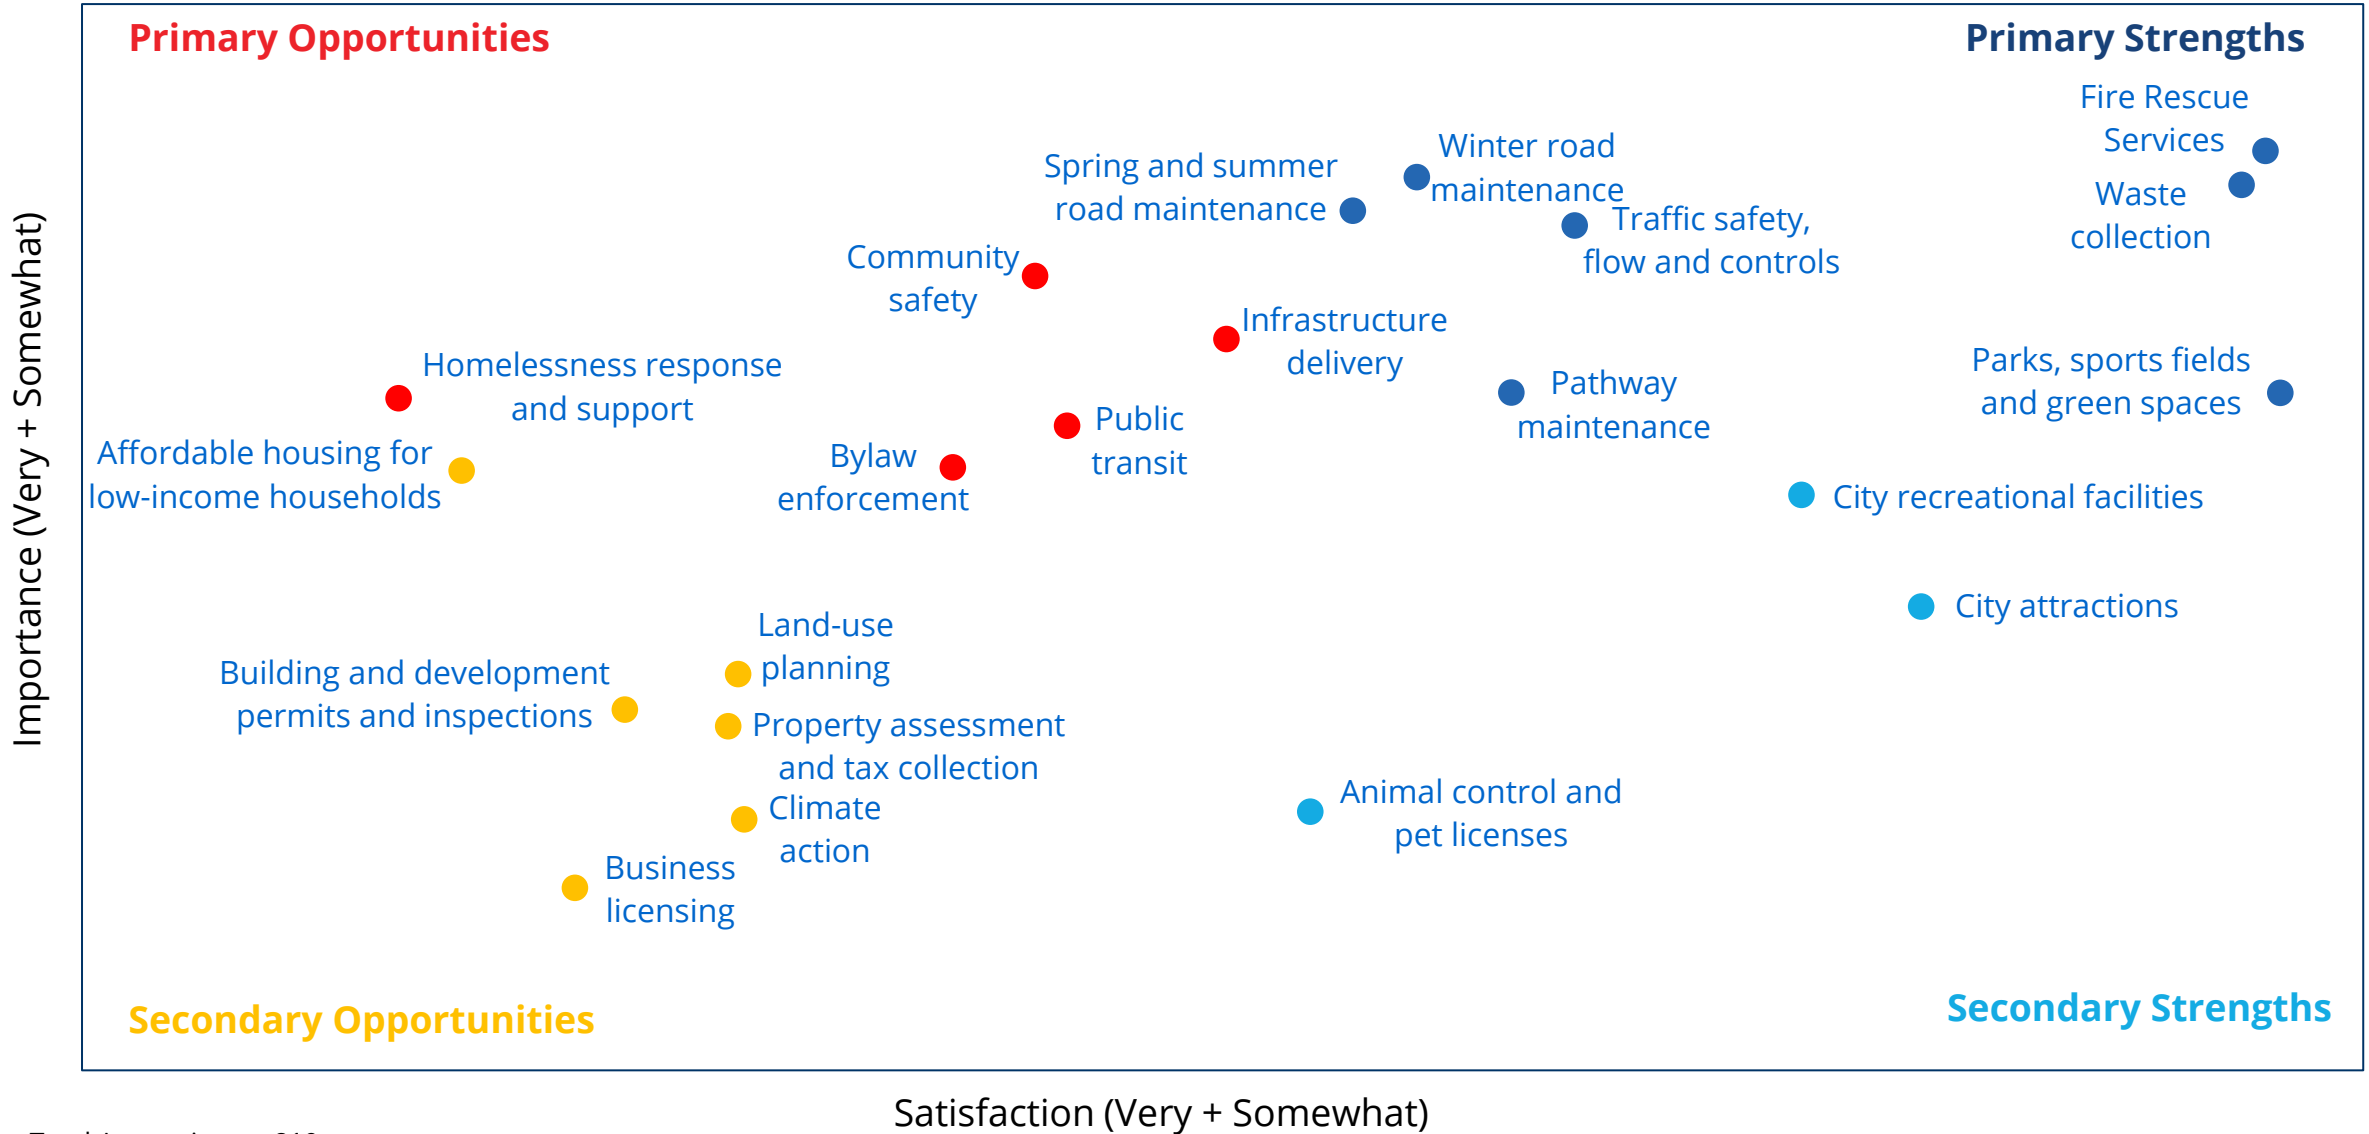 Primary Opportunities
Primary Strengths
Fire Rescue
Services
Waste
collection
Winter road
maintenance
Spring and summer
road maintenance
Traffic safety,
flow and controls
Community
safety
Infrastructure
delivery
Homelessness response
and support
Parks, sports fields
and green spaces
Pathway
maintenance
Public
transit
Affordable housing for
low-income households
Bylaw
enforcement
City recreational facilities
City attractions
Land-use
planning
Building and development
permits and inspections
Property assessment
and tax collection
Climate
action
Animal control and
pet licenses
Business
licensing
Secondary Opportunities
Secondary Strengths
Importance (Very + Somewhat)
Satisfaction (Very + Somewhat)